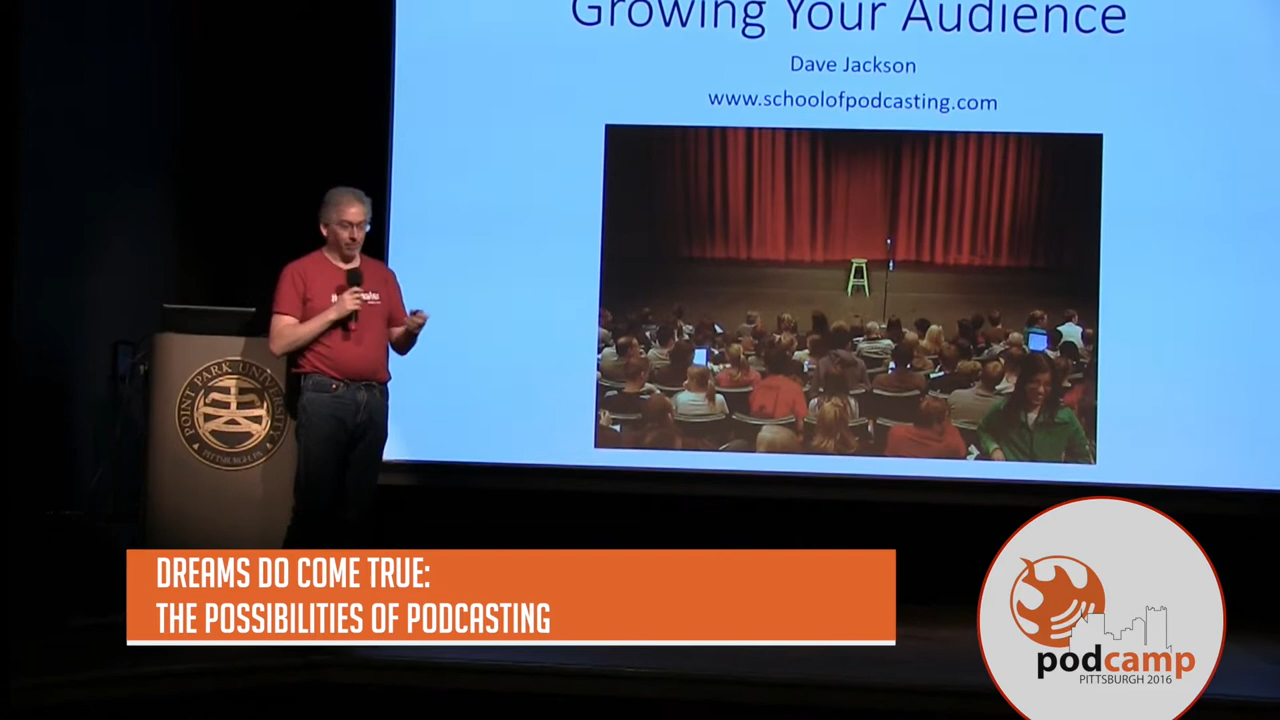 Growing Your Audience
Dave Jackson
www.schoolofpodcasting.com
POINT PARK UNIVERSITY
PITTSBURGH, PA
DREAMS DO COME TRUE:
THE POSSIBILITIES OF PODCASTING
podcamp
PITTSBURGH 2016